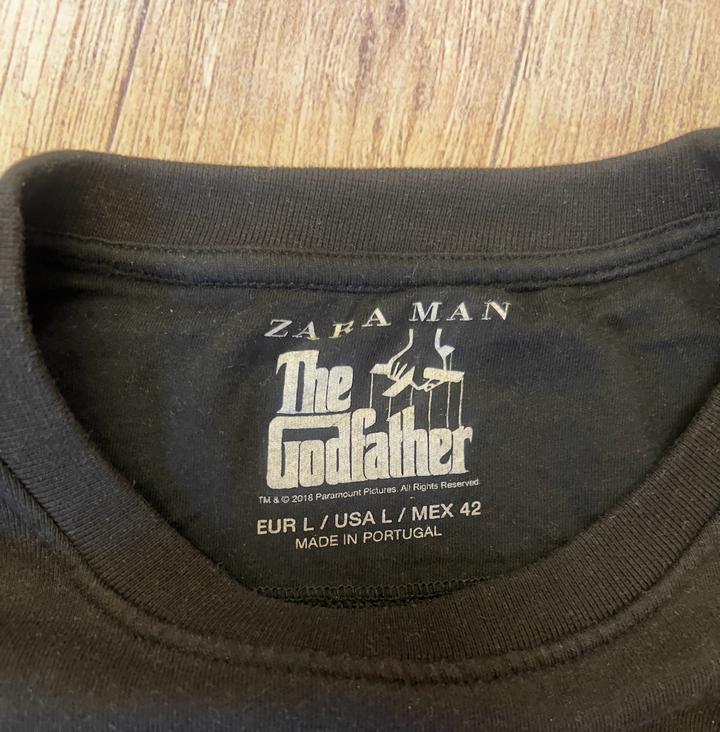 ZARA MAN
The
Godfather
TM & © 2018 Paramount Pictures. All Rights Reserved.
EUR L / USA L / MEX 42
MADE IN PORTUGAL